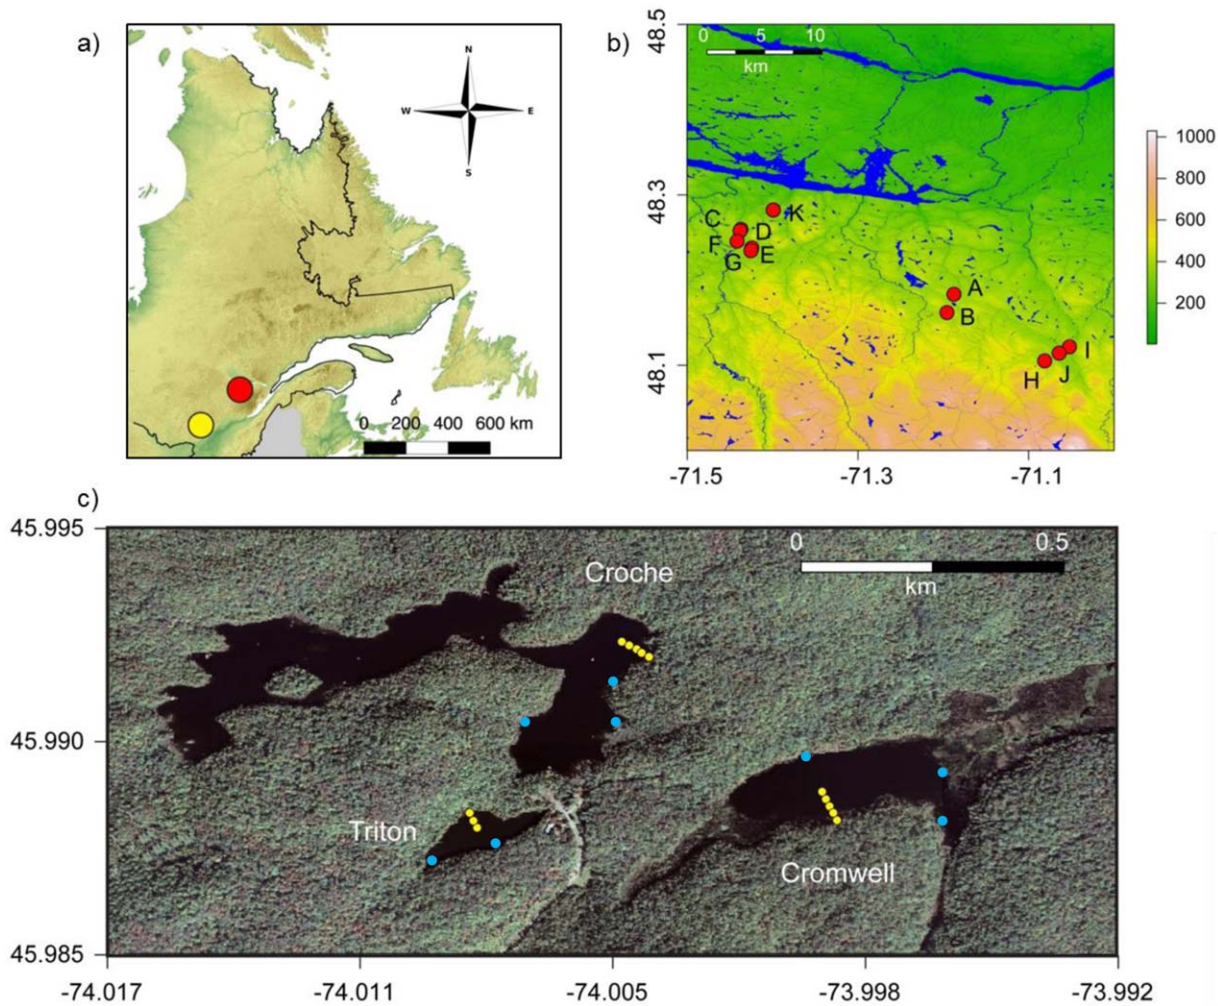 a)
N
W
E
S
0 200 400 600 km
b)
48.5
48.3
48.1
0 5 10
km
C
D
K
F
G
E
A
B
H
J
I
-71.5 -71.3 -71.1
1000
800
600
400
200
c)
45.995
45.990
45.985
Croche
0 0.5
km
Triton
Cromwell
-74.017 -74.011 -74.005 -73.998 -73.992